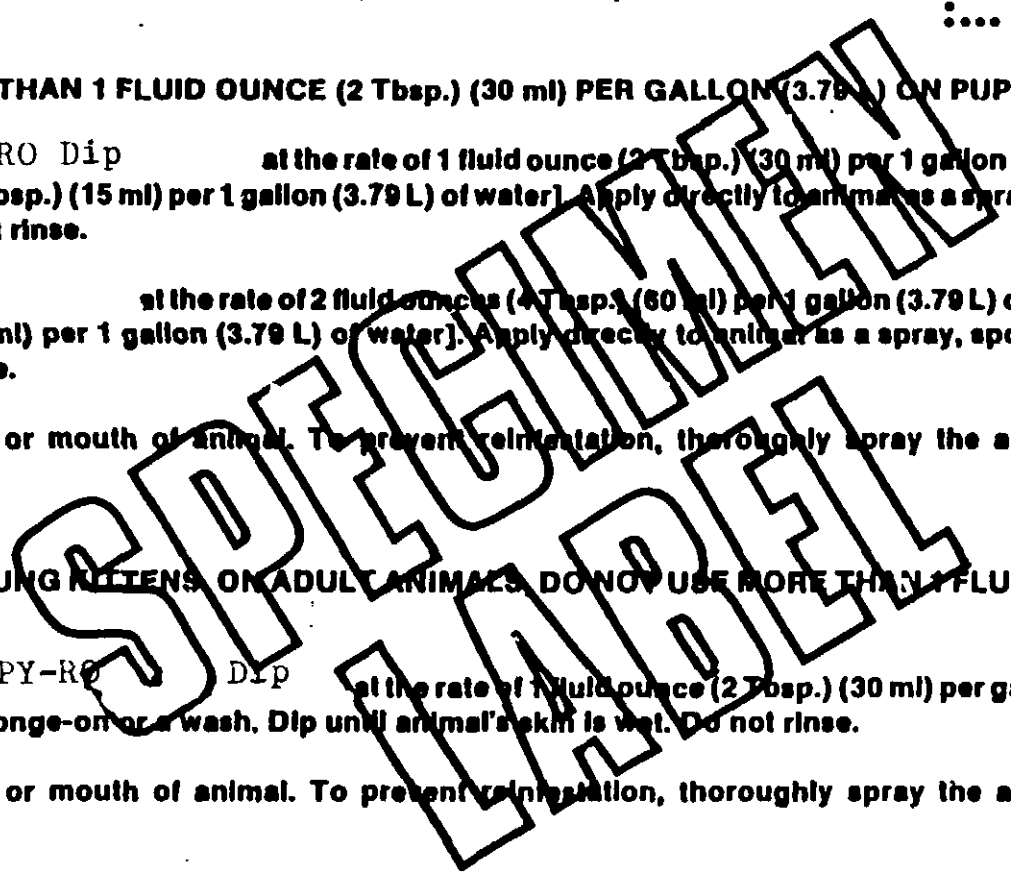 THAN 1 FLUID OUNCE (2 Tbsp.) (30 ml) PER GALLON (3.79 L) ON PUP
RO Dip at the rate of 1 fluid ounce (2 Tbsp.) (30 ml) per 1 gallon
bsp.) (15 ml) per 1 gallon (3.79 L) of water]. Apply directly to animal as a spra
rinse.
at the rate of 2 fluid ounces (4 Tbsp.) (60 ml) per 1 gallon (3.79 L) o
ml) per 1 gallon (3.79 L) of water]. Apply directly to animal as a spray, spo
or mouth of animal. To prevent reinfestation, thoroughly spray the a
UNG KITTENS. ON ADULT ANIMALS, DO NOT USE MORE THAN 1 FLU
PY-RO Dip at the rate of 1 fluid ounce (2 Tbsp.) (30 ml) per ga
onge-on or a wash. Dip until animal's skin is wet. Do not rinse.
or mouth of animal. To prevent reinfestation, thoroughly spray the a
SPECIMEN
LABEL